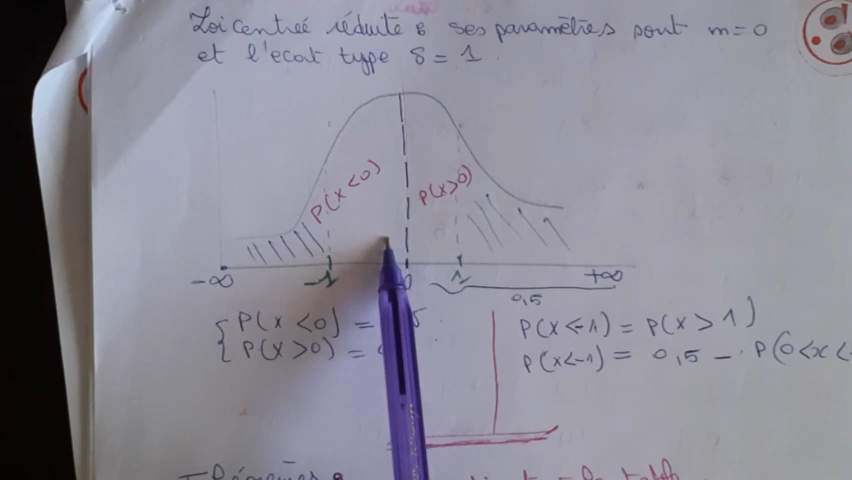 Loi centrée réduite : ses paramètres sont m=0
et l'ecart type δ = 1.
P(X<0) P(X>0)
-∞ -1 0 1 +∞
0,5
P(X<0) = 5 P(X<-1) = P(X>1)
P(X>0) = P(X<-1) = 0,5 - P(0<X<